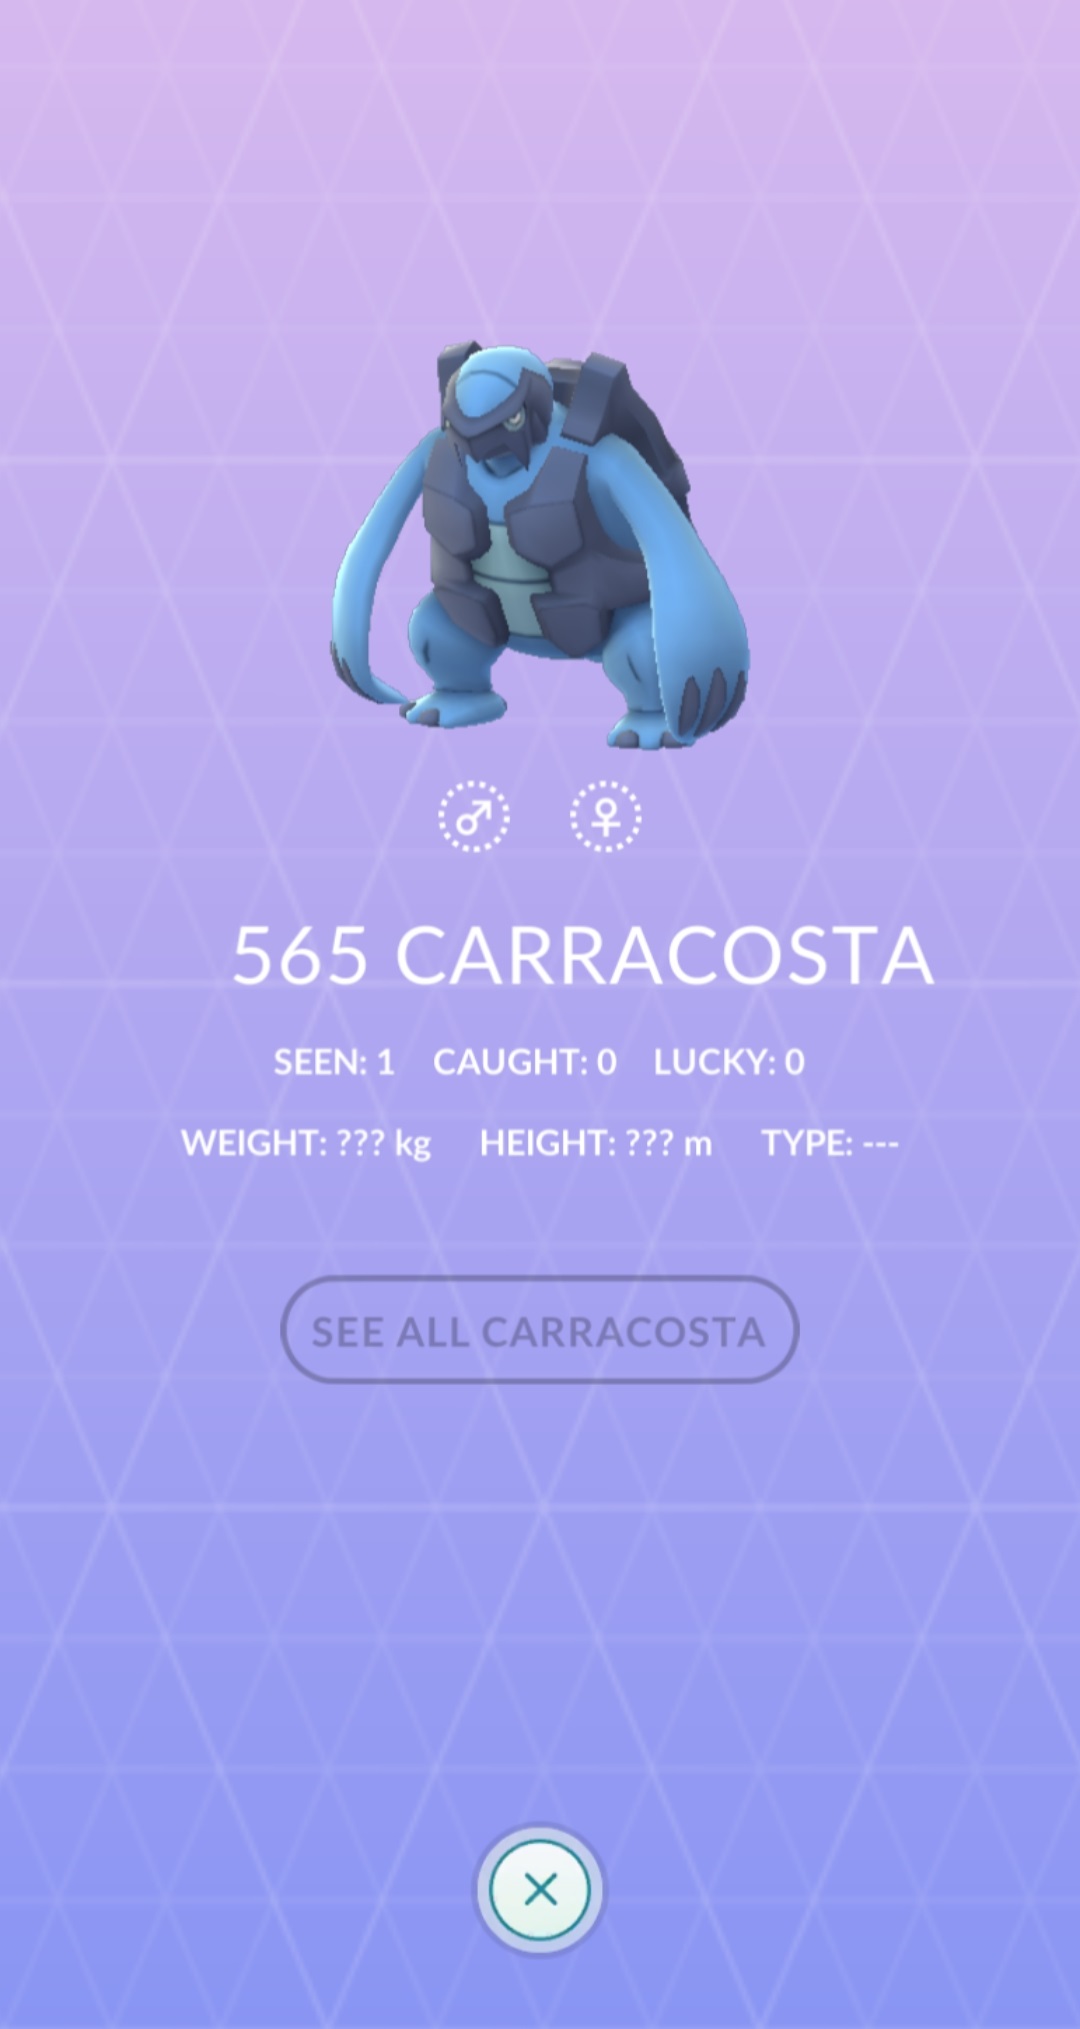 565 CARRACOSTA
SEEN: 1 CAUGHT: 0 LUCKY: 0
WEIGHT: ??? kg HEIGHT: ??? m TYPE: ---
SEE ALL CARRACOSTA